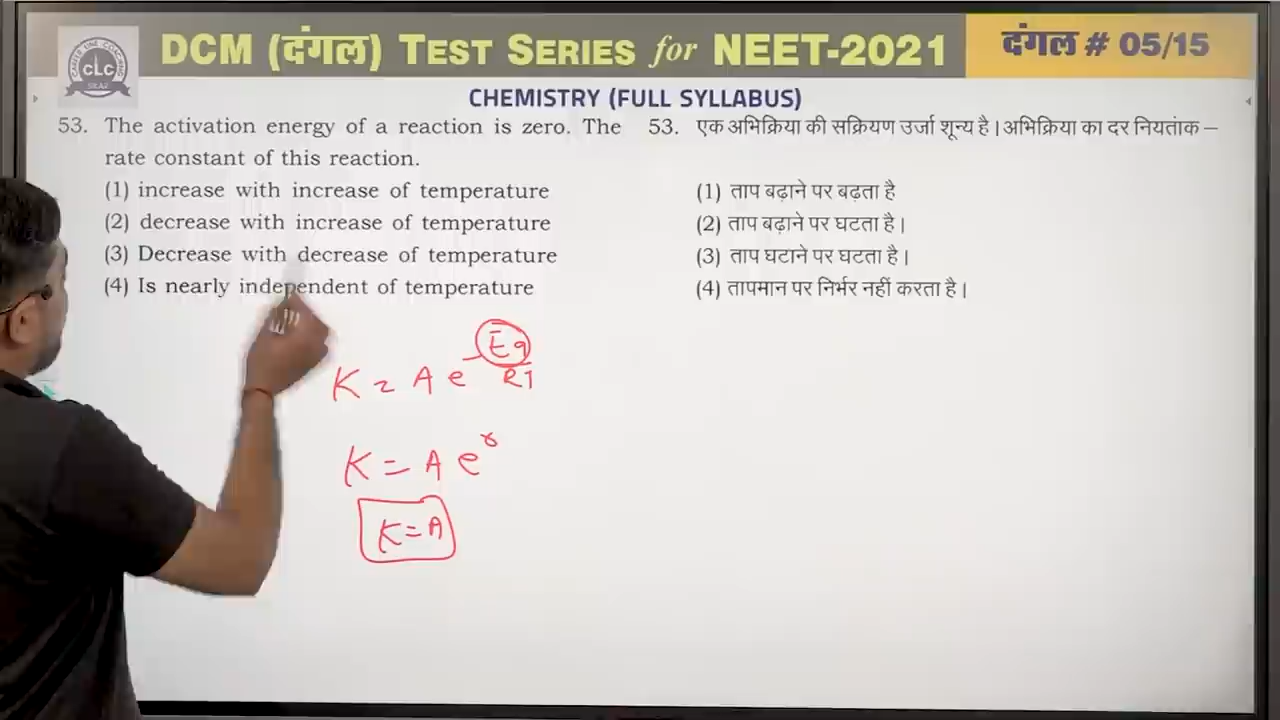 DCM (दंगल) TEST SERIES for NEET-2021
दंगल # 05/15
CLC
CHEMISTRY (FULL SYLLABUS)
53. The activation energy of a reaction is zero. The
rate constant of this reaction.
(1) increase with increase of temperature
(2) decrease with increase of temperature
(3) Decrease with decrease of temperature
(4) Is nearly independent of temperature
53. एक अभिक्रिया की सक्रियण उर्जा शून्य है। अभिक्रिया का दर नियतांक –
(1) ताप बढ़ाने पर बढ़ता है
(2) ताप बढ़ाने पर घटता है।
(3) ताप घटाने पर घटता है।
(4) तापमान पर निर्भर नहीं करता है।
K = A e -Ea
RT
K = A e
K = A